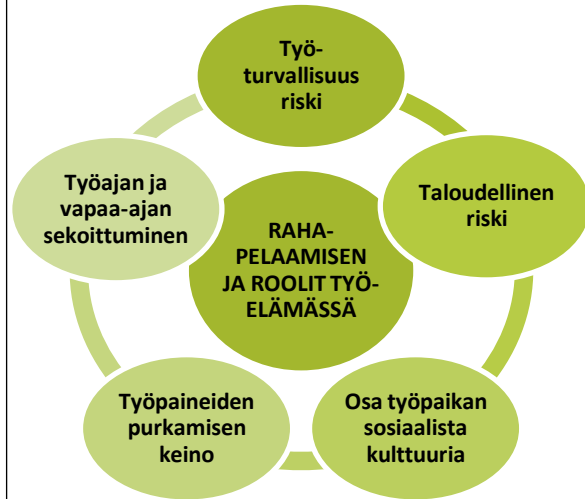 Työ-
turvallisuus
riski
Taloudellinen
riski
Osa työpaikan
sosiaalista
kulttuuria
Työpaineiden
purkamisen
keino
Työajan ja
vapaa-ajan
sekoittuminen
RAHA-
PELAAMISEN
JA ROOLIT TYÖ-
ELÄMÄSSÄ